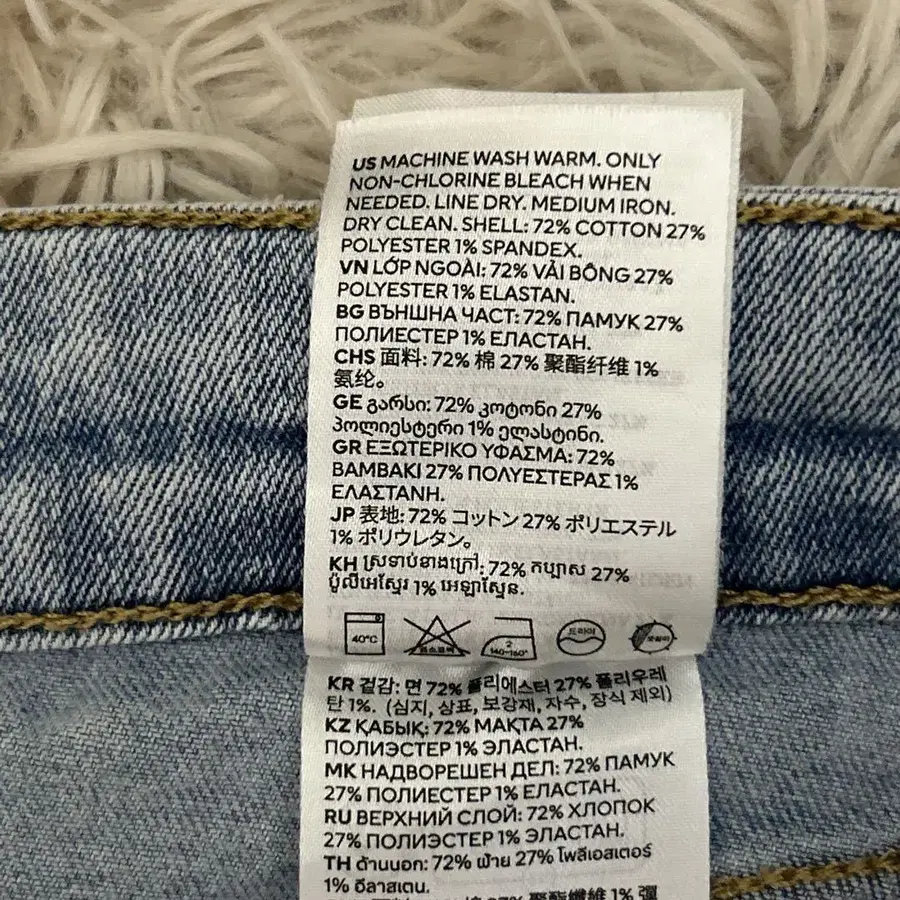 US MACHINE WASH WARM. ONLY
NON-CHLORINE BLEACH WHEN
NEEDED. LINE DRY. MEDIUM IRON.
DRY CLEAN. SHELL: 72% COTTON 27%
POLYESTER 1% SPANDEX.
VN LỚP NGOÀI: 72% VẢI BÔNG 27%
POLYESTER 1% ELASTAN.
BG ВЪНШНА ЧАСТ: 72% ПАМУК 27%
ПОЛИЕСТЕР 1% ЕЛАСТАН.
CHS 面料: 72% 棉 27% 聚酯纤维 1%
氨纶。
GE გარსი: 72% კოტონი 27%
პოლიესტერი 1% ელასტინი.
GR ΕΞΩΤΕΡΙΚΟ ΥΦΑΣΜΑ: 72%
ΒΑΜΒΑΚΙ 27% ΠΟΛΥΕΣΤΕΡΑΣ 1%
ΕΛΑΣΤΑΝΗ.
JP 表地: 72% コットン 27% ポリエステル
1% ポリウレタン。
KH ស្រទាប់ខាងក្រៅ: 72% កប្បាស 27%
ប៉ូលីអេស្ទែរ 1% អេឡាស្ទែន.
40°C
염소표백
2
140~160°
드라이
KR 겉감: 면 72% 폴리에스터 27% 폴리우레
탄 1%. (심지, 상표, 보강재, 자수, 장식 제외)
KZ ҚАБЫҚ: 72% МАҚТА 27%
ПОЛИЭСТЕР 1% ЭЛАСТАН.
MK НАДВОРЕШЕН ДЕЛ: 72% ПАМУК
27% ПОЛИЕСТЕР 1% ЕЛАСТАН.
RU ВЕРХНИЙ СЛОЙ: 72% ХЛОПОК
27% ПОЛИЭСТЕР 1% ЭЛАСТАН.
TH ด้านนอก: 72% ฝ้าย 27% โพลีเอสเตอร์
1% อีลาสเตน.